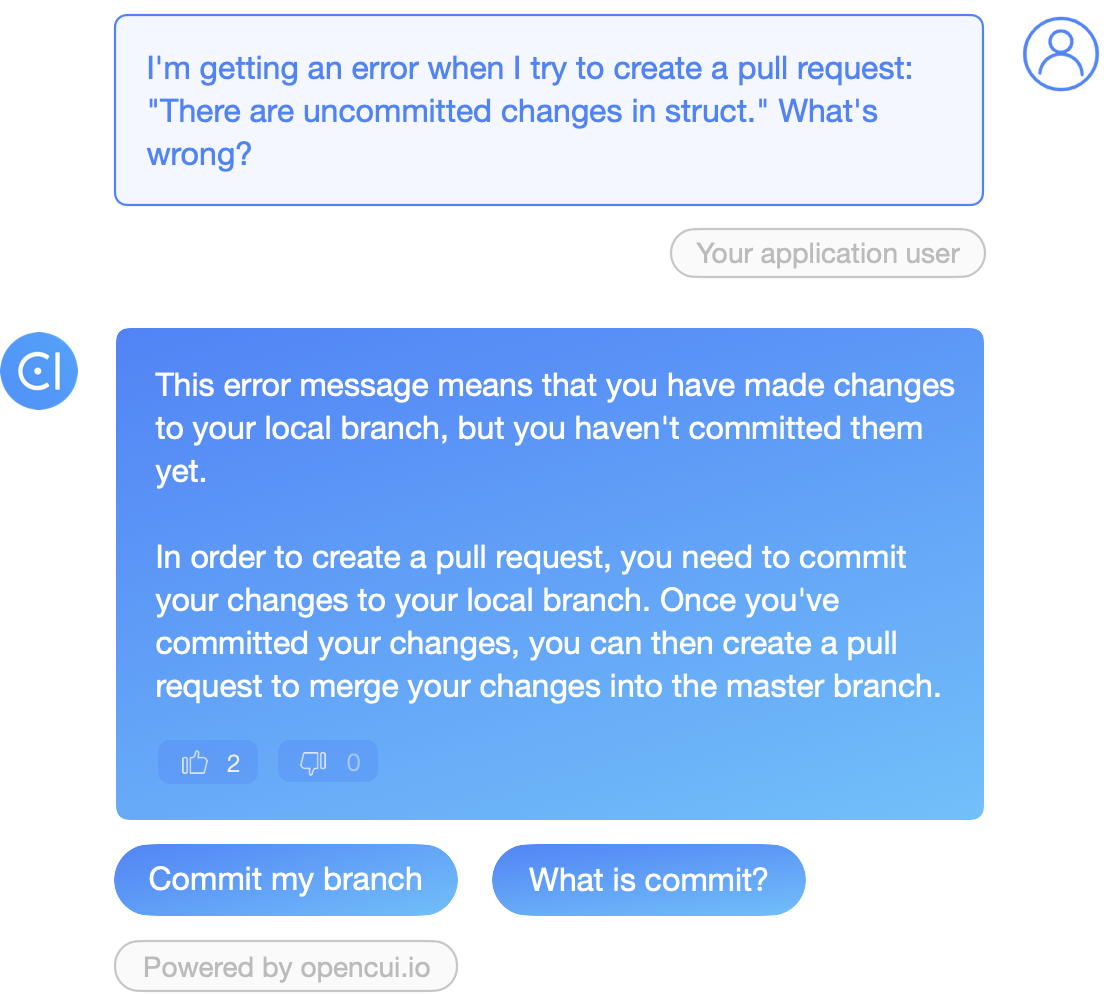 I'm getting an error when I try to create a pull request:
"There are uncommitted changes in struct." What's
wrong?
Your application user
This error message means that you have made changes
to your local branch, but you haven't committed them
yet.
In order to create a pull request, you need to commit
your changes to your local branch. Once you've
committed your changes, you can then create a pull
request to merge your changes into the master branch.
2 0
Commit my branch What is commit?
Powered by opencui.io